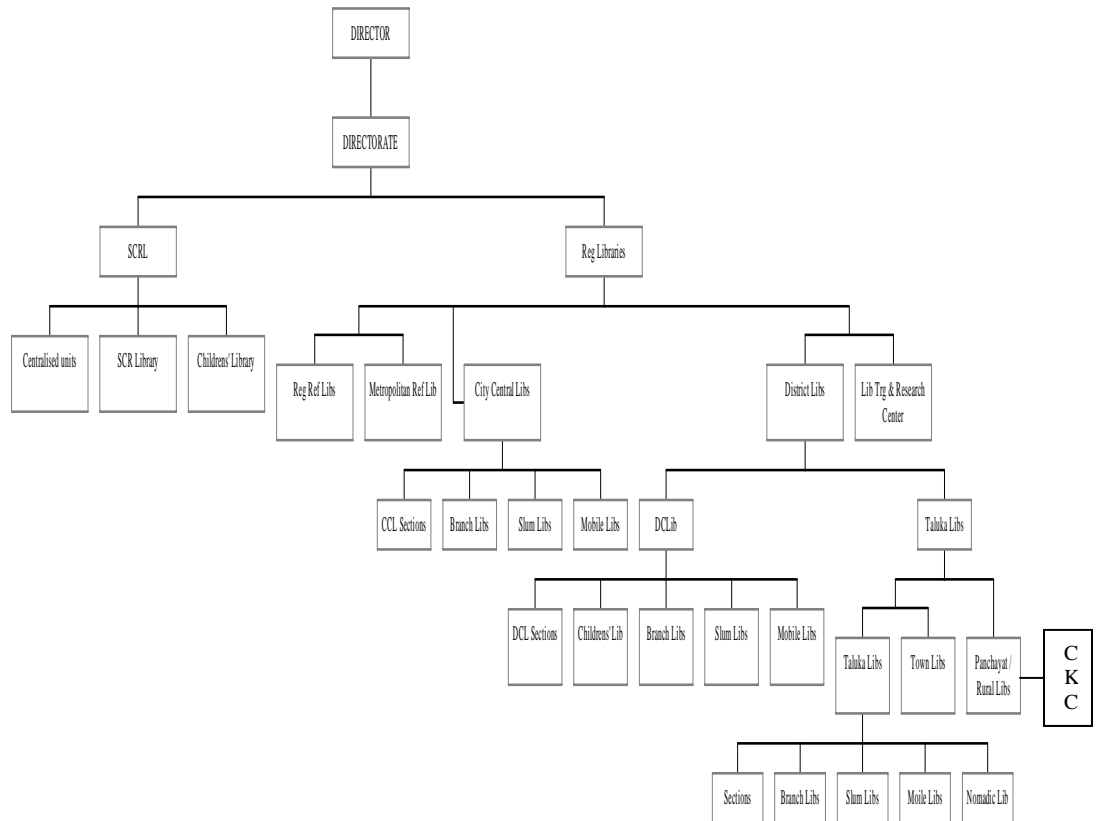 DIRECTOR
DIRECTORATE
SCRL
Reg Libraries
Centralised units
SCR Library
Childrens' Library
Reg Ref Libs
Metropolitan Ref Lib
City Central Libs
District Libs
Lib Trg & Research
Center
CCL Sections
Branch Libs
Slum Libs
Mobile Libs
DCLib
Taluka Libs
DCL Sections
Childrens' Lib
Branch Libs
Slum Libs
Mobile Libs
Taluka Libs
Town Libs
Panchayat /
Rural Libs
C
K
C
Sections
Branch Libs
Slum Libs
Moile Libs
Nomadic Lib